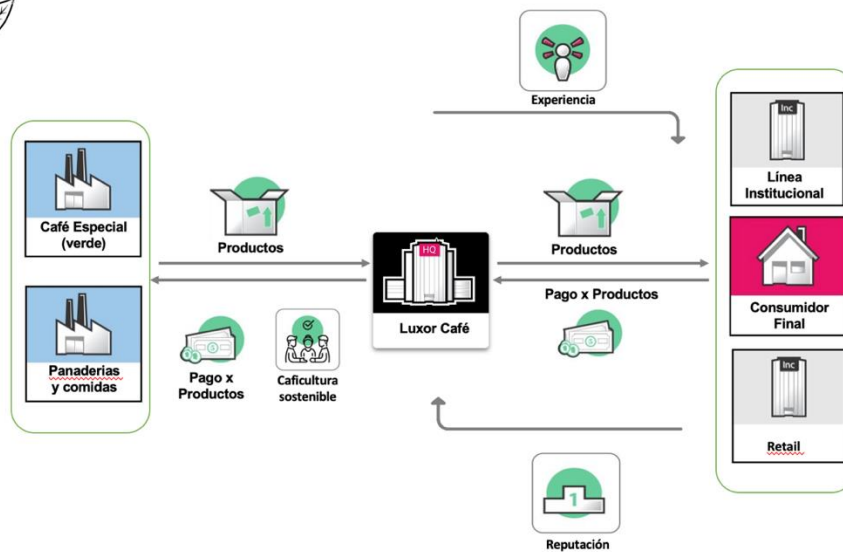 Experiencia
Inc
Línea
Institucional
Café Especial
(verde)
Productos
HQ
Productos
Luxor Café
Pago x Productos
Consumidor
Final
Panaderias
y comidas
Pago x
Productos
Caficultura
sostenible
Inc
Retail
1
Reputación